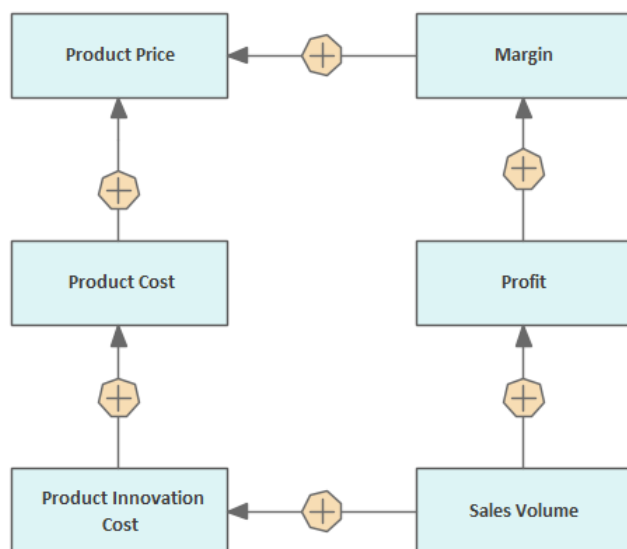 Product Price
Margin
Product Cost
Profit
Product Innovation
Cost
Sales Volume